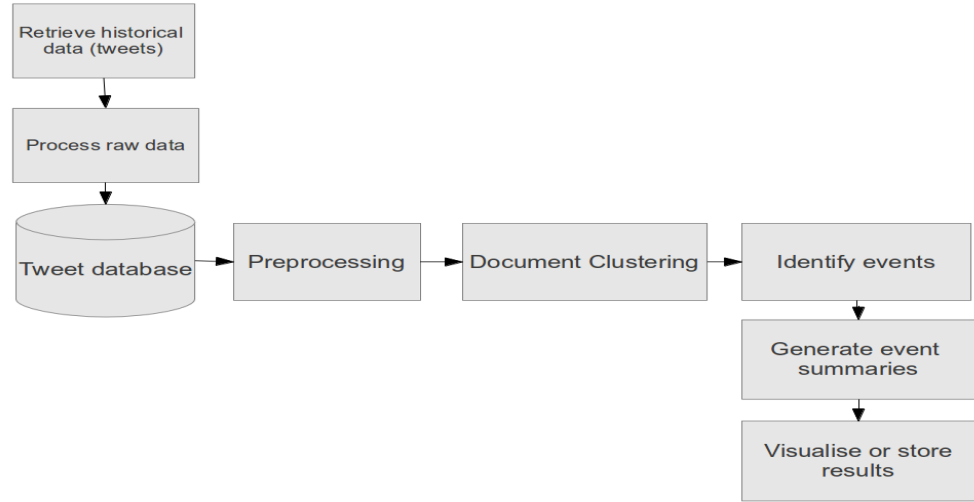 Retrieve historical
data (tweets)
Process raw data
Tweet database
Preprocessing
Document Clustering
Identify events
Generate event
summaries
Visualise or store
results